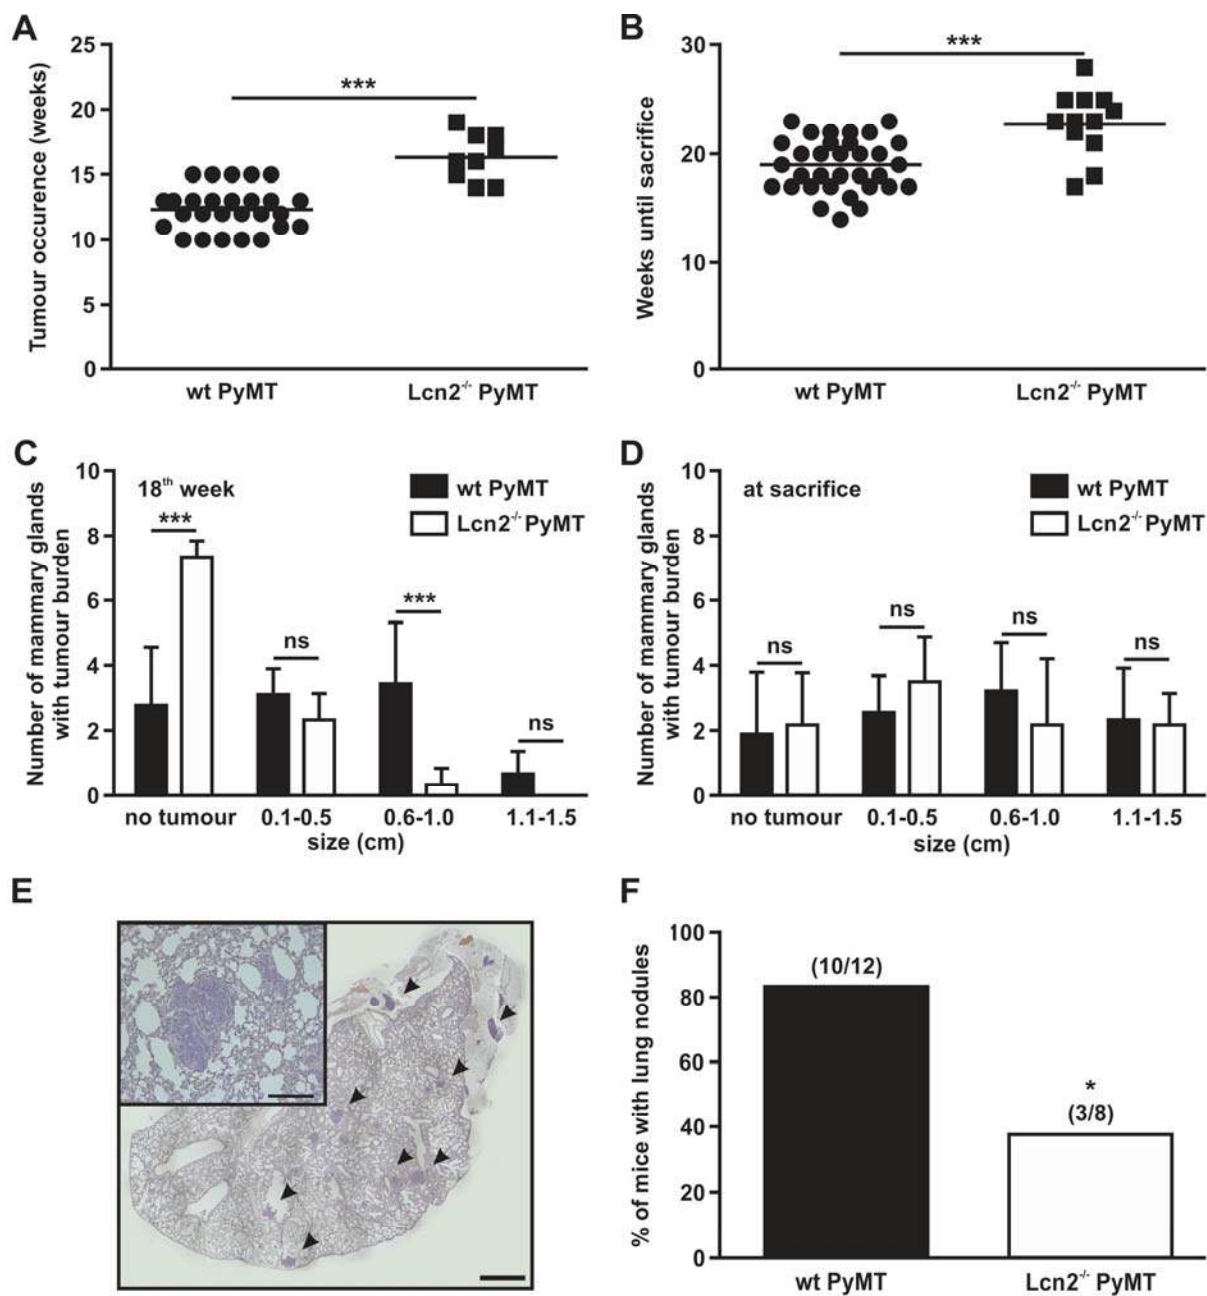 A
Tumour occurence (weeks)
25
20
15
10
5
0
***
wt PyMT
Lcn2-/- PyMT
B
Weeks until sacrifice
30
20
10
0
***
wt PyMT
Lcn2-/- PyMT
C
Number of mammary glands
with tumour burden
10
8
6
4
2
0
18th week
wt PyMT
Lcn2-/- PyMT
***
ns
***
ns
no tumour 0.1-0.5 0.6-1.0 1.1-1.5
size (cm)
D
Number of mammary glands
with tumour burden
10
8
6
4
2
0
at sacrifice
wt PyMT
Lcn2-/- PyMT
ns
ns
ns
ns
no tumour 0.1-0.5 0.6-1.0 1.1-1.5
size (cm)
E
F
% of mice with lung nodules
100
80
60
40
20
0
(10/12)
*
(3/8)
wt PyMT
Lcn2-/- PyMT